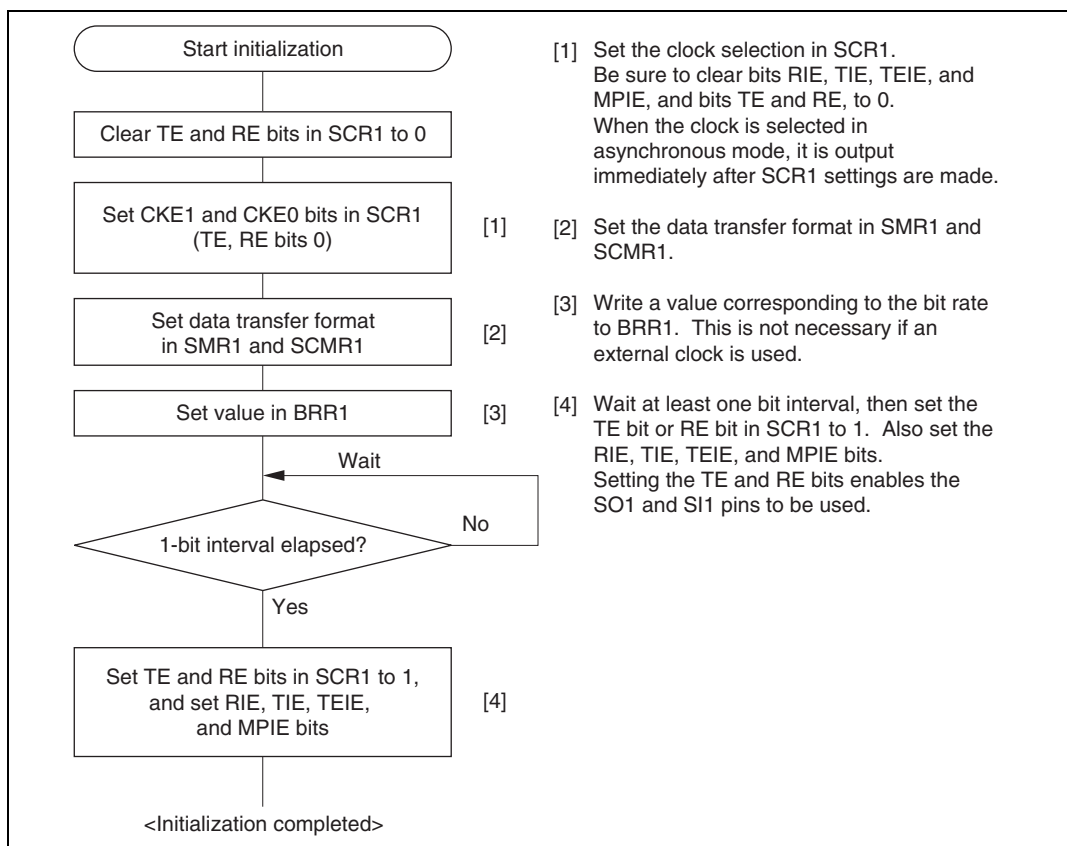 Start initialization
Clear TE and RE bits in SCR1 to 0
Set CKE1 and CKE0 bits in SCR1
(TE, RE bits 0)
[1]
Set data transfer format
in SMR1 and SCMR1
[2]
Set value in BRR1
[3]
Wait
No
1-bit interval elapsed?
Yes
Set TE and RE bits in SCR1 to 1,
and set RIE, TIE, TEIE,
and MPIE bits
[4]
<Initialization completed>
[1] Set the clock selection in SCR1.
Be sure to clear bits RIE, TIE, TEIE, and
MPIE, and bits TE and RE, to 0.
When the clock is selected in
asynchronous mode, it is output
immediately after SCR1 settings are made.
[2] Set the data transfer format in SMR1 and
SCMR1.
[3] Write a value corresponding to the bit rate
to BRR1. This is not necessary if an
external clock is used.
[4] Wait at least one bit interval, then set the
TE bit or RE bit in SCR1 to 1. Also set the
RIE, TIE, TEIE, and MPIE bits.
Setting the TE and RE bits enables the
SO1 and SI1 pins to be used.